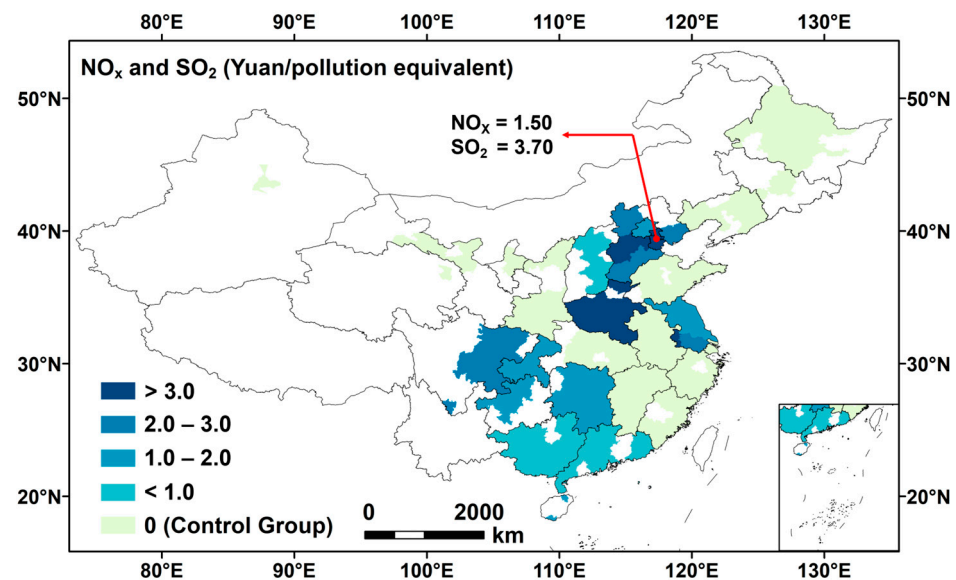 80°E 90°E 100°E 110°E 120°E 130°E
NOx and SO2 (Yuan/pollution equivalent)
50°N 50°N
NOX = 1.50
SO2 = 3.70
40°N 40°N
30°N 30°N
> 3.0
2.0 – 3.0
1.0 – 2.0
< 1.0
0 (Control Group)
20°N 20°N
0 2000
km
80°E 90°E 100°E 110°E 120°E 130°E